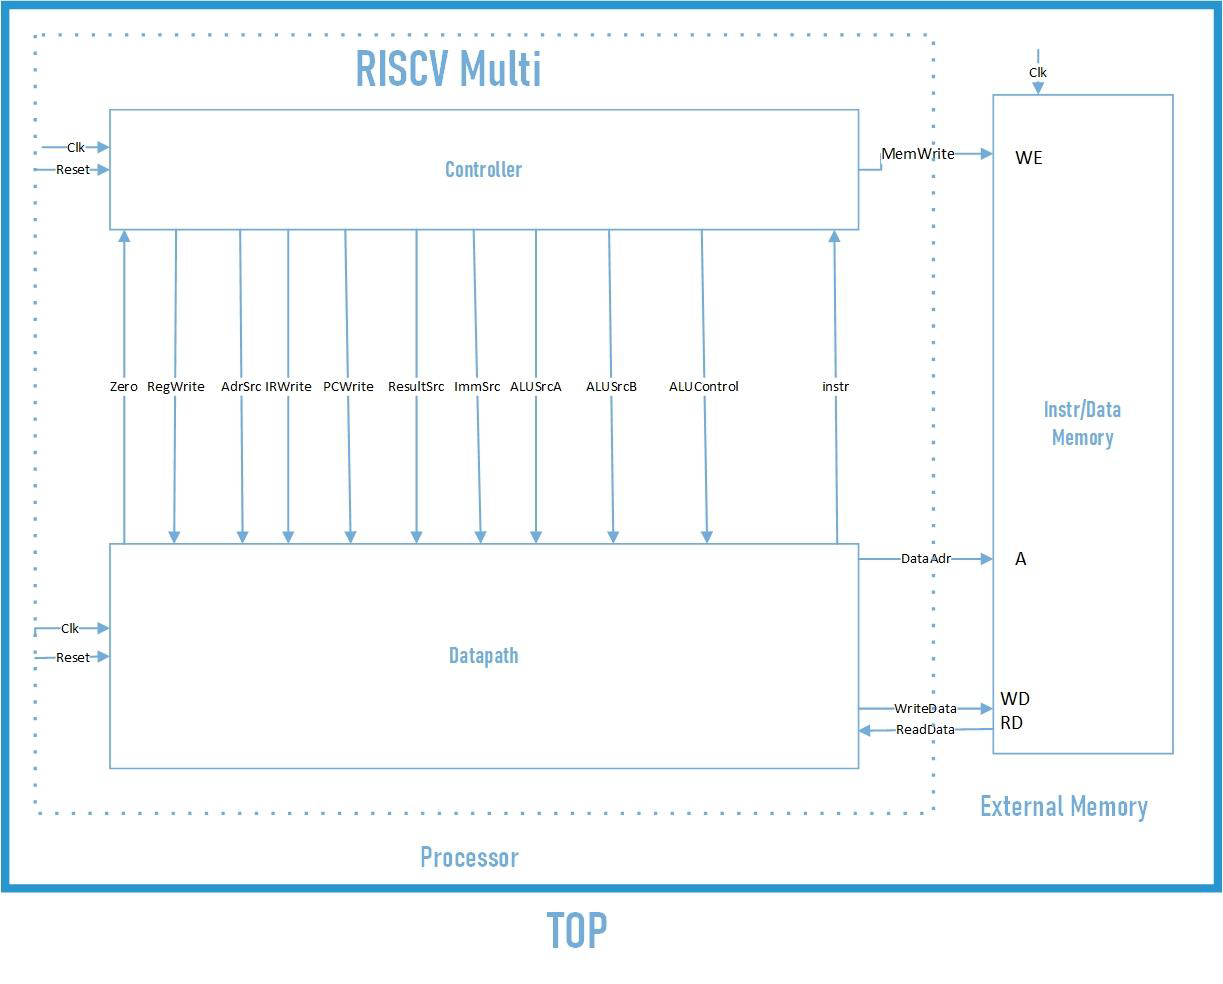 RISCV Multi
Clk
Clk
Reset
Controller
MemWrite
WE
Zero RegWrite AdrSrc IRWrite PCWrite ResultSrc ImmSrc ALUSrcA ALUSrcB ALUControl instr
Instr/Data
Memory
DataAdr
A
Clk
Reset
Datapath
WriteData
WD
ReadData
RD
External Memory
Processor
TOP